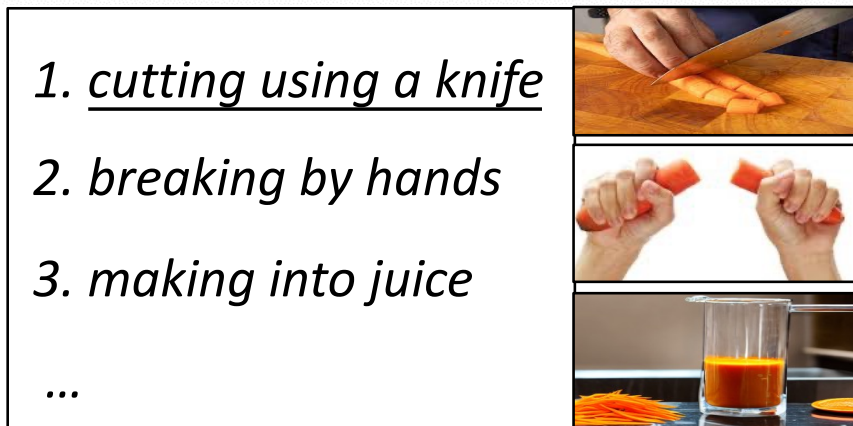 1. cutting using a knife
2. breaking by hands
3. making into juice
...